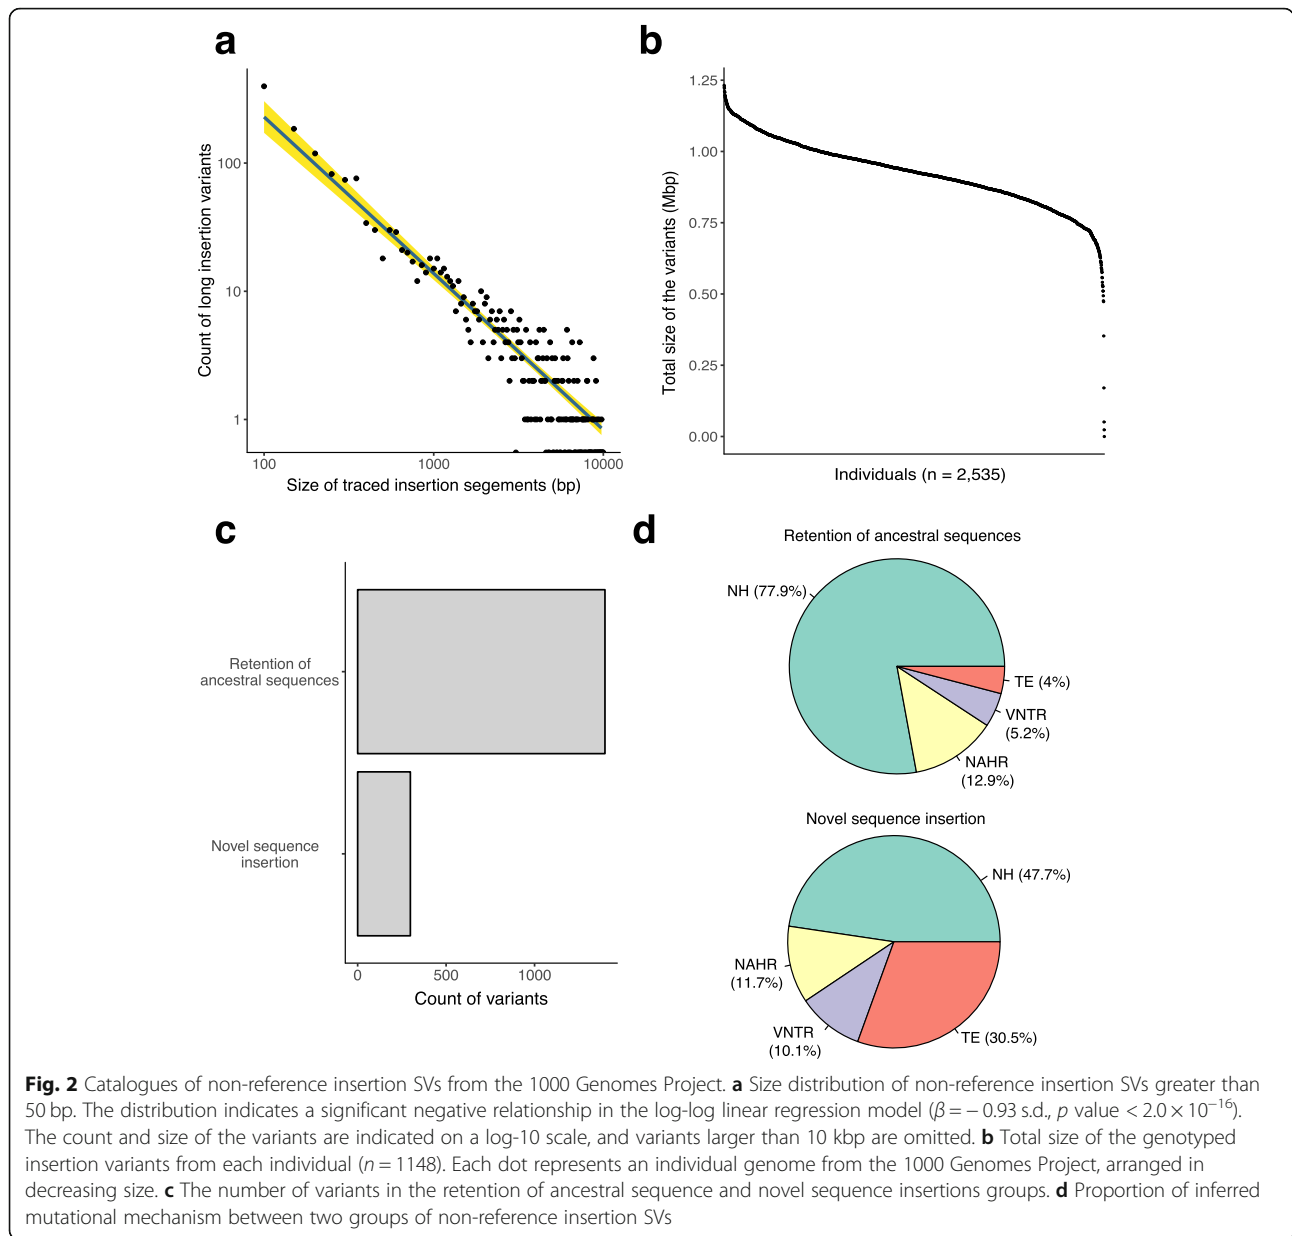 a
Count of long insertion variants
100
10
1
100
1000
10000
Size of traced insertion segements (bp)
b
Total size of the variants (Mbp)
1.25
1.00
0.75
0.50
0.25
0.00
Individuals (n = 2,535)
c
Retention of
ancestral sequences
Novel sequence
insertion
0
500
1000
Count of variants
d
Retention of ancestral sequences
NH (77.9%)
TE (4%)
VNTR
(5.2%)
NAHR
(12.9%)
Novel sequence insertion
NH (47.7%)
NAHR
(11.7%)
VNTR
(10.1%)
TE (30.5%)
Fig. 2 Catalogues of non-reference insertion SVs from the 1000 Genomes Project. a Size distribution of non-reference insertion SVs greater than
50 bp. The distribution indicates a significant negative relationship in the log-log linear regression model (β = − 0.93 s.d., p value < 2.0 × 10⁻¹⁶).
The count and size of the variants are indicated on a log-10 scale, and variants larger than 10 kbp are omitted. b Total size of the genotyped
insertion variants from each individual (n = 1148). Each dot represents an individual genome from the 1000 Genomes Project, arranged in
decreasing size. c The number of variants in the retention of ancestral sequence and novel sequence insertions groups. d Proportion of inferred
mutational mechanism between two groups of non-reference insertion SVs